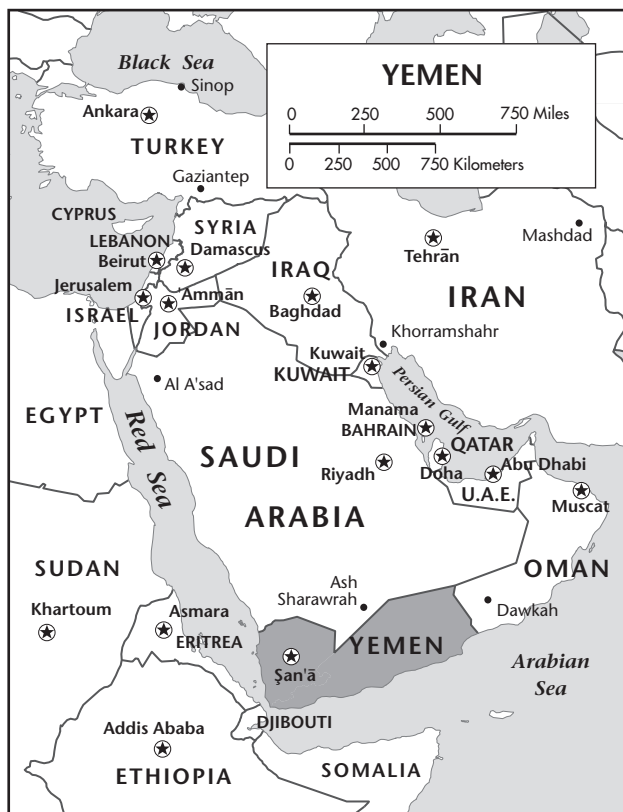 Black Sea
Sinop
YEMEN
0 250 500 750 Miles
0 250 500 750 Kilometers
Ankara
TURKEY
Gaziantep
CYPRUS
SYRIA
LEBANON
Beirut
Damascus
Tehrān
Mashdad
IRAQ
Jerusalem
Ammān
Baghdad
IRAN
ISRAEL
JORDAN
Khorramshahr
Kuwait
KUWAIT
Al A'sad
Persian Gulf
EGYPT
Red Sea
Manama
BAHRAIN
SAUDI
QATAR
Riyadh
Doha
Abu Dhabi
U.A.E.
Muscat
ARABIA
SUDAN
OMAN
Ash
Sharawrah
Dawkah
Khartoum
Asmara
ERITREA
YEMEN
Şan'ā
Arabian
Sea
DJIBOUTI
Addis Ababa
ETHIOPIA
SOMALIA